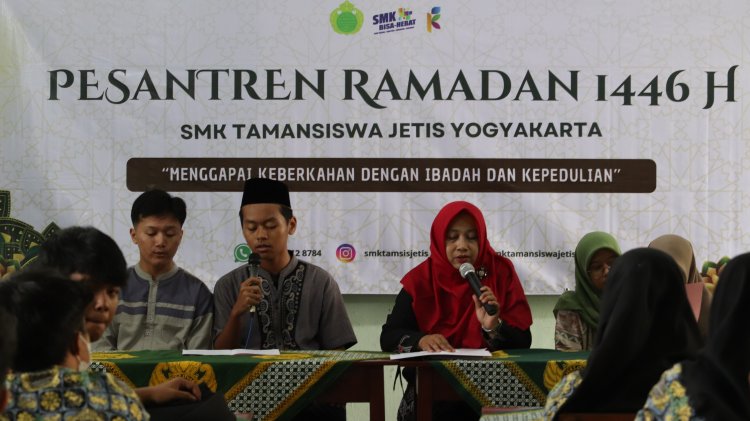 SMK
BISA-HEBAT
PESANTREN RAMADAN 1446 H
SMK TAMANSISWA JETIS YOGYAKARTA
"MENGGAPAI KEBERKAHAN DENGAN IBADAH DAN KEPEDULIAN"
2 8784 smktamsisjetis mktamansiswajetis